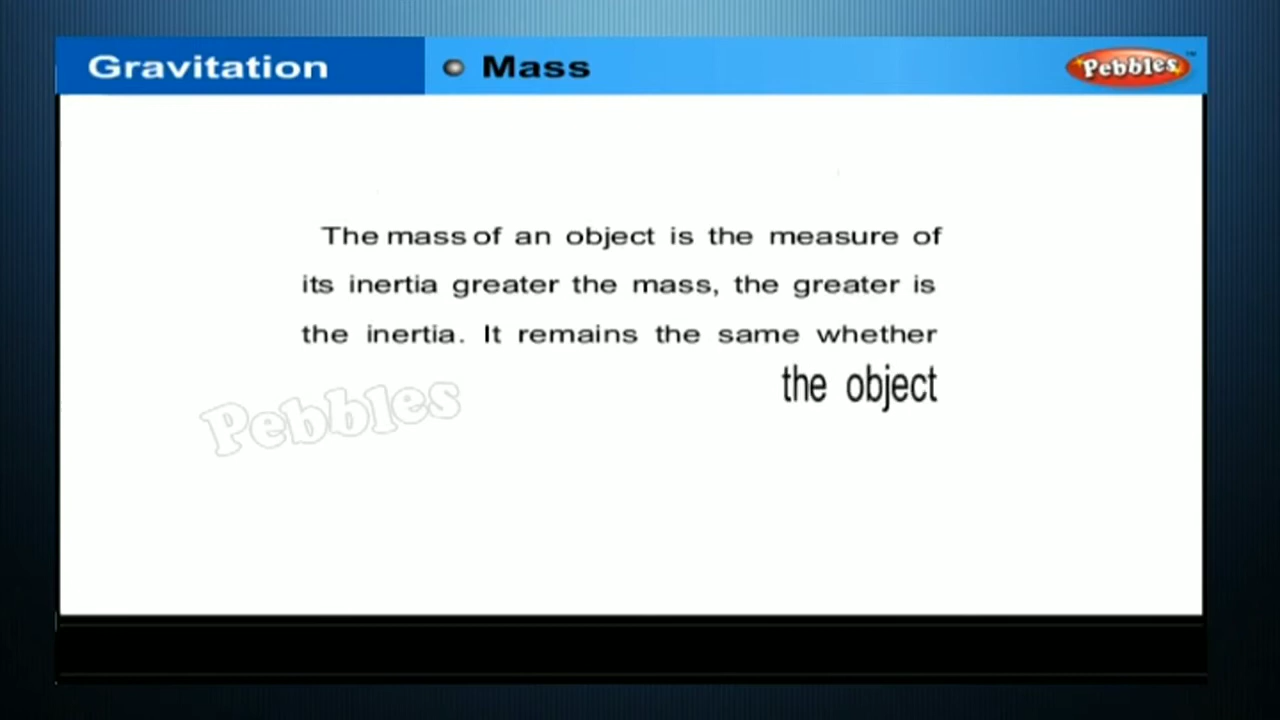 Gravitation
Mass
Pebbles™
The mass of an object is the measure of
its inertia greater the mass, the greater is
the inertia. It remains the same whether
the object
Pebbles